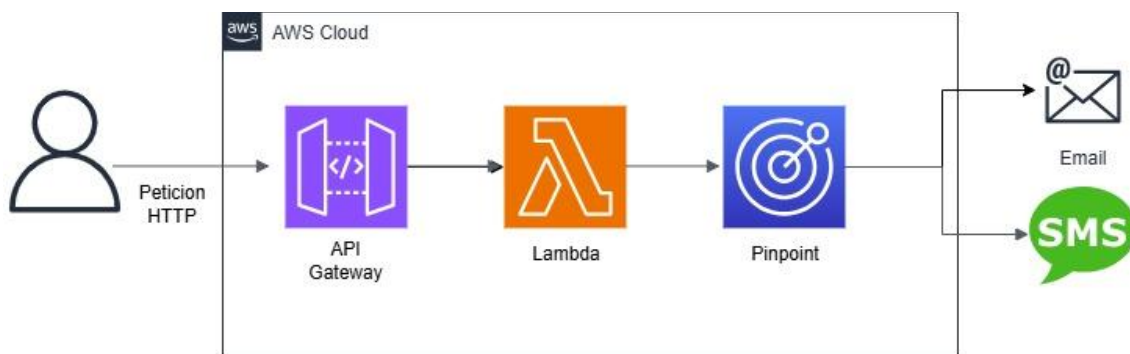 aws
AWS Cloud
@
Peticion
HTTP
</>
API
Gateway
Lambda
Pinpoint
Email
SMS